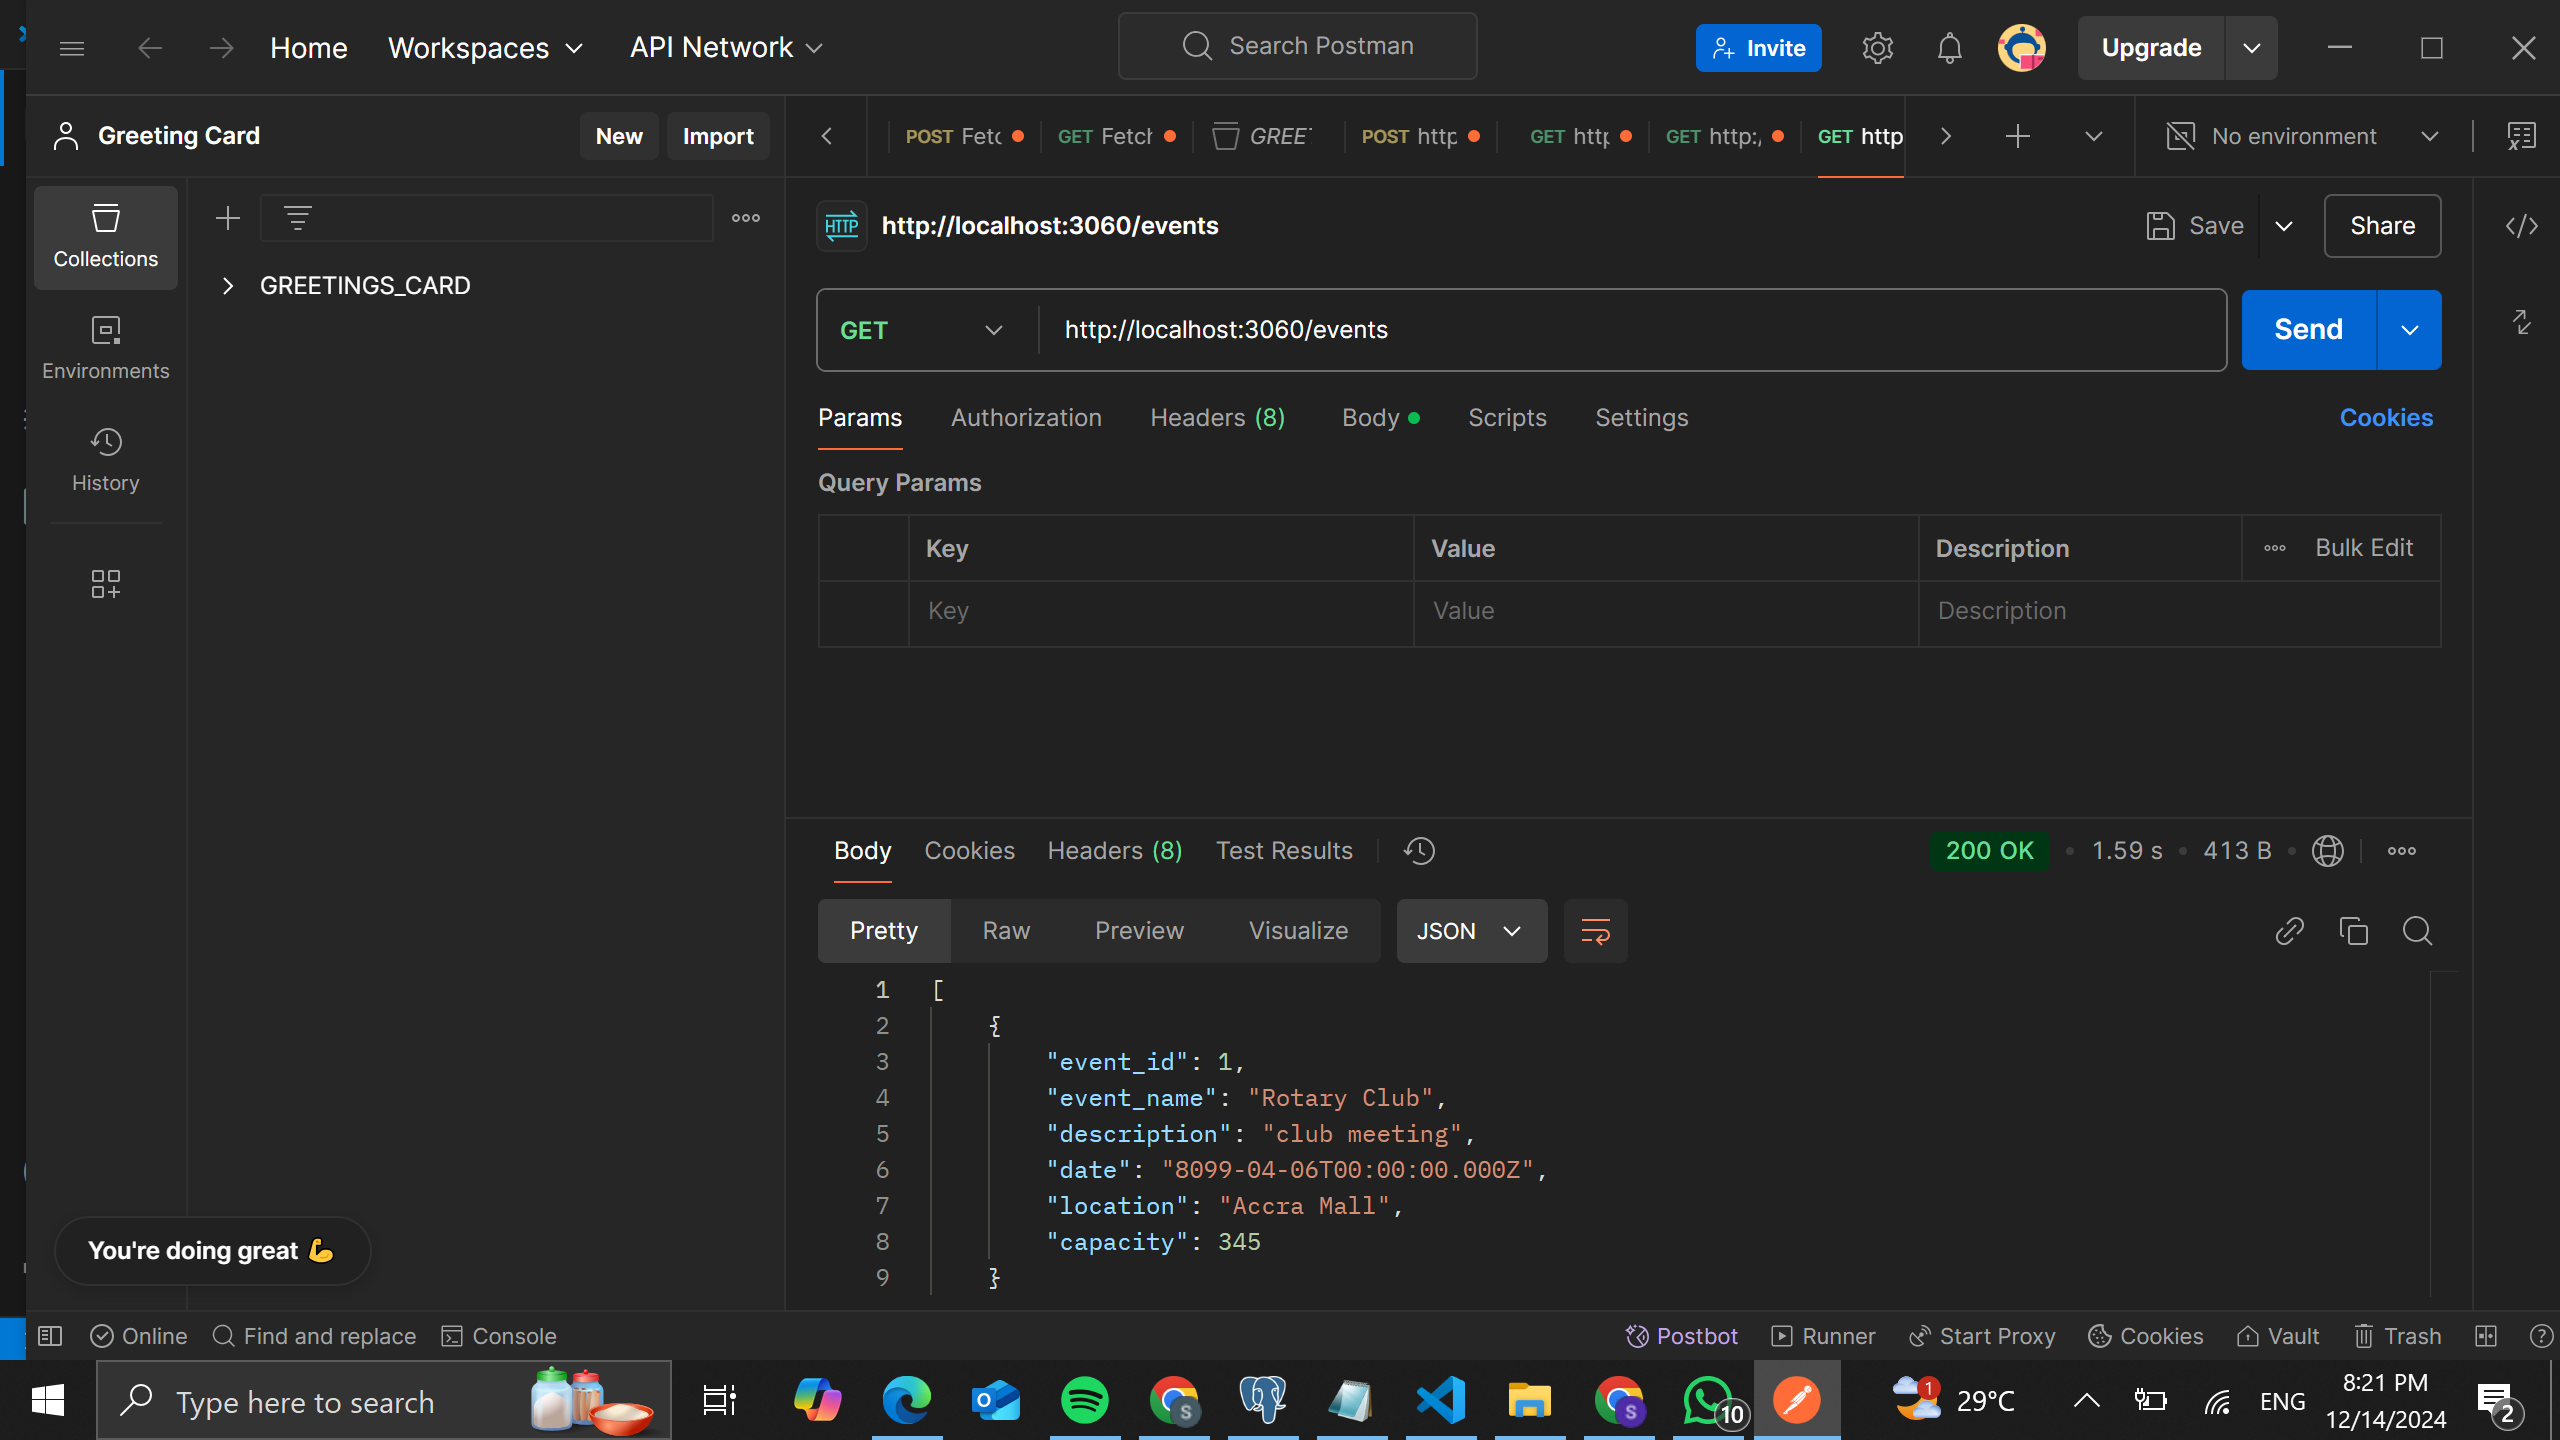 Home Workspaces API Network Search Postman Invite Upgrade
Greeting Card New Import POST Fetc GET Fetch GREET POST http GET http GET http:/ GET http No environment
HTTP http://localhost:3060/events Save Share
Collections
GREETINGS_CARD
GET http://localhost:3060/events Send
Environments
Params Authorization Headers (8) Body Scripts Settings Cookies
History
Query Params
Key Value Description Bulk Edit
Key Value Description
Body Cookies Headers (8) Test Results 200 OK 1.59 s 413 B
Pretty Raw Preview Visualize JSON
1 [
2 {
3 "event_id": 1,
4 "event_name": "Rotary Club",
5 "description": "club meeting",
6 "date": "8099-04-06T00:00:00.000Z",
7 "location": "Accra Mall",
8 "capacity": 345
9 }
You're doing great 💪
Online Find and replace Console Postbot Runner Start Proxy Cookies Vault Trash
Type here to search S S 10 1 29°C ENG 8:21 PM
12/14/2024 2